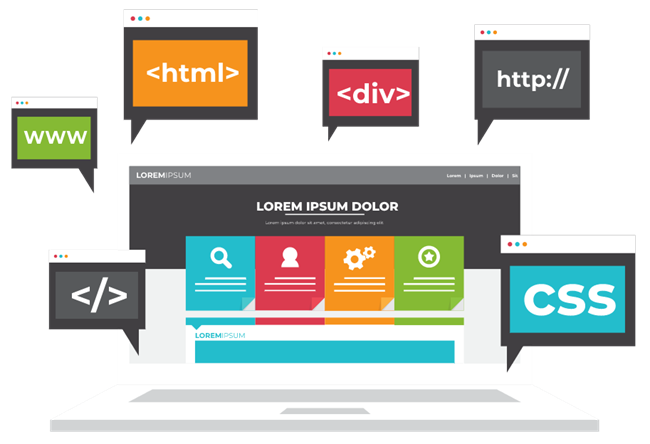 <html>
<div>
http://
www
LOREMIPSUM
Lorem | Ipsum | Dolor | Sit
LOREM IPSUM DOLOR
Lorem ipsum dolor sit amet, consectetur adipiscing elit
</>
CSS
LOREMIPSUM